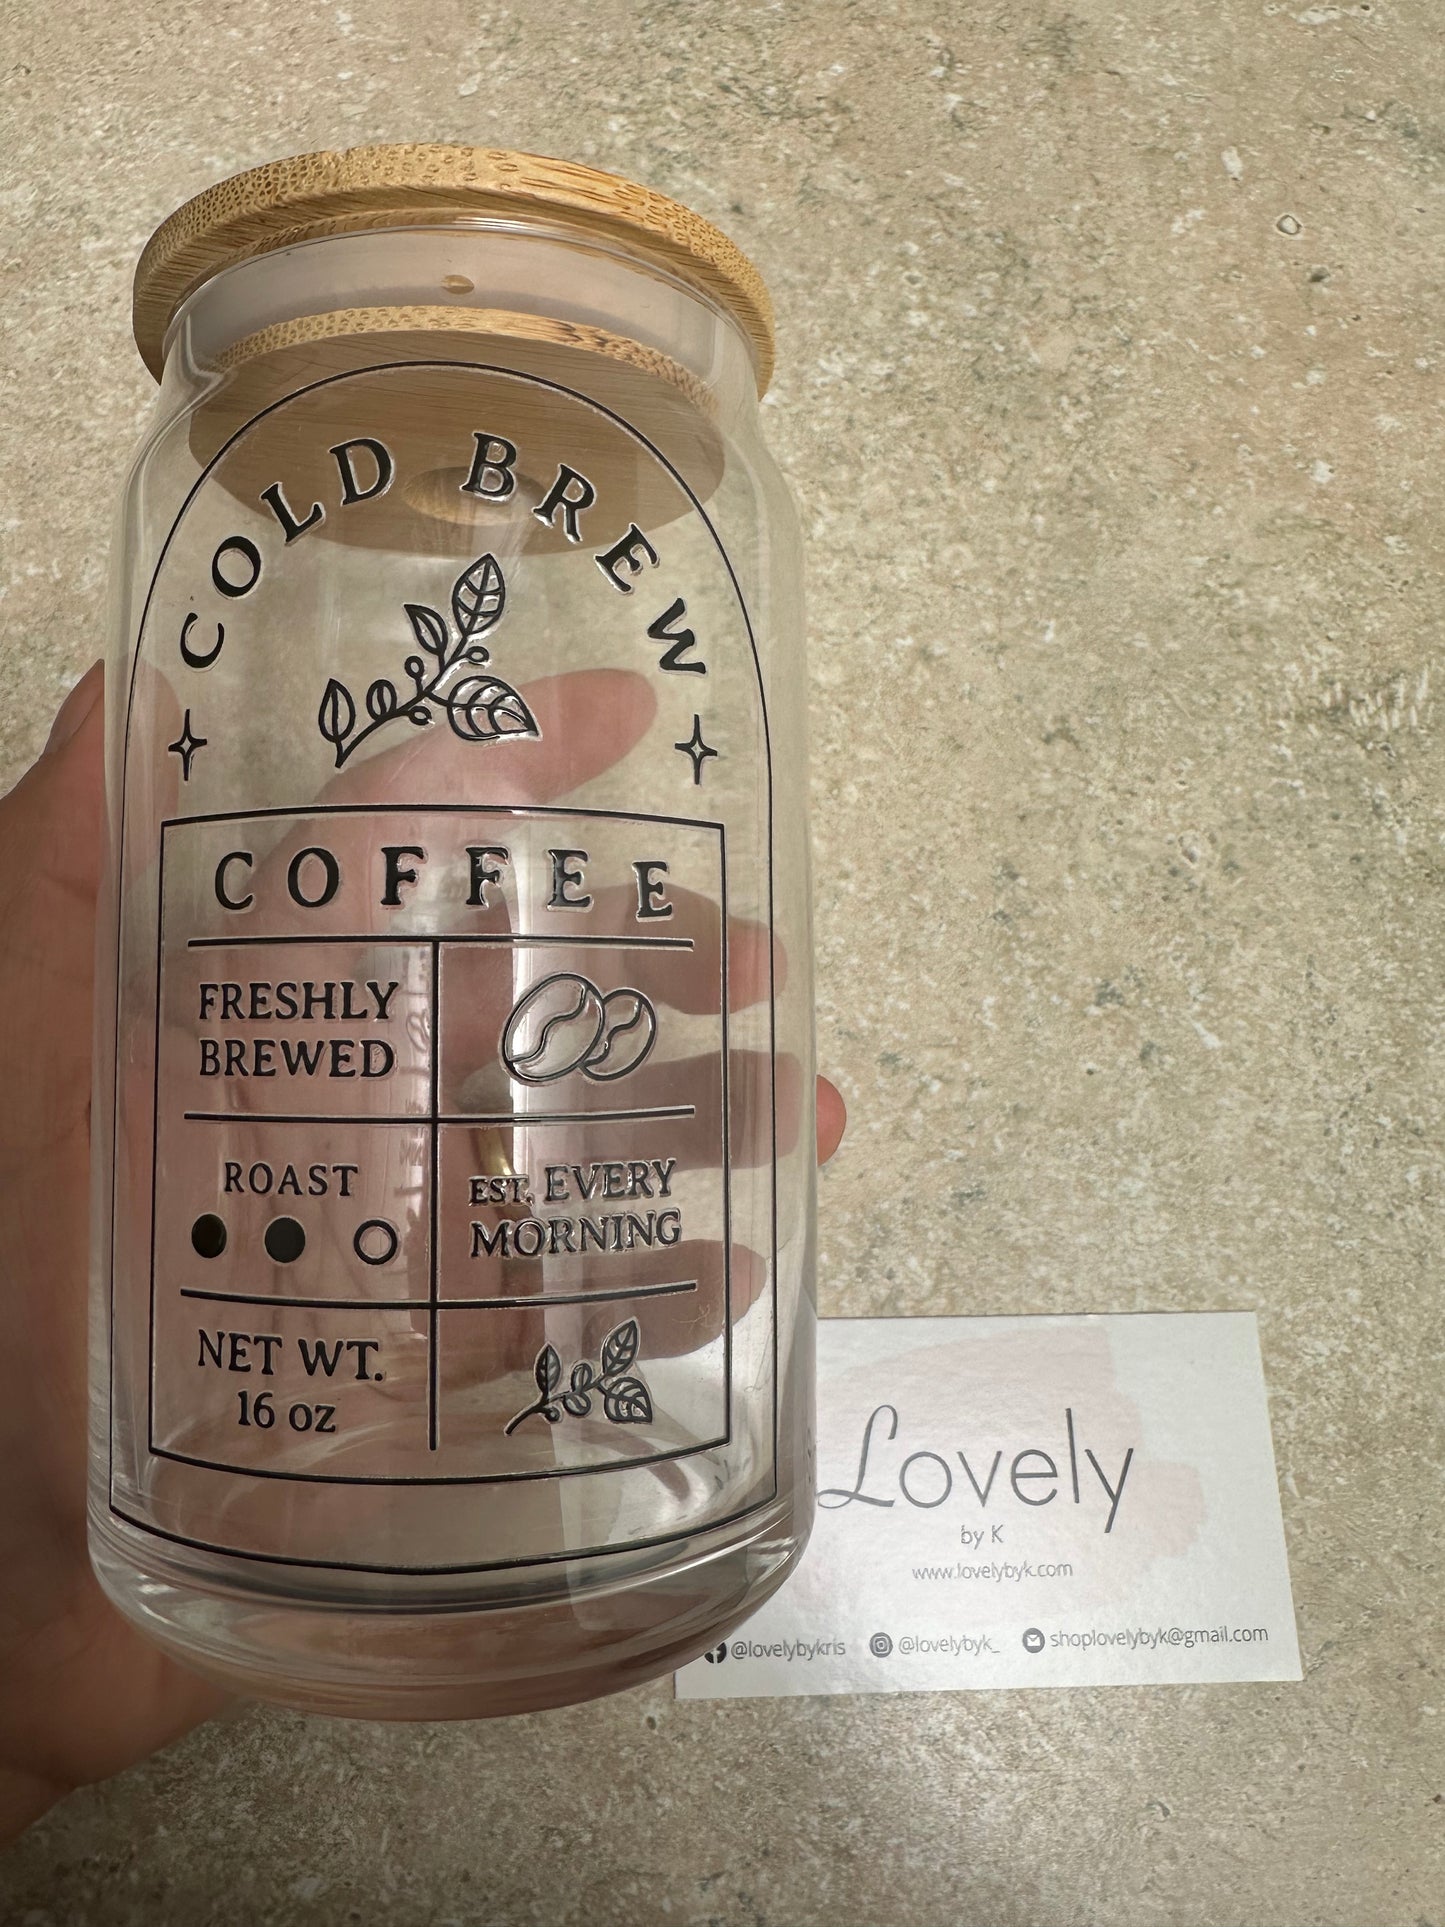 COLD BREW
COFFEE
FRESHLY
BREWED
ROAST
EST. EVERY
MORNING
NET WT.
16 oz
Lovely
by K
www.lovelybyk.com
@lovelybykris @lovelybyk_ shoplovelybyk@gmail.com